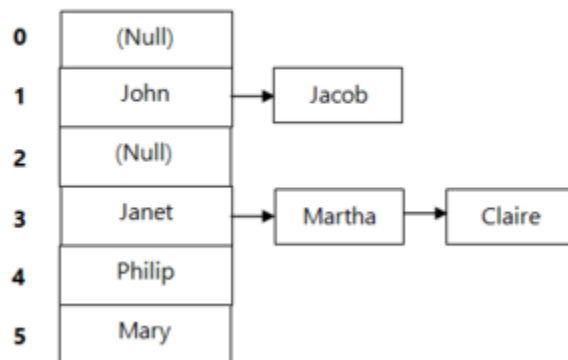 0 (Null)
1 John Jacob
2 (Null)
3 Janet Martha Claire
4 Philip
5 Mary